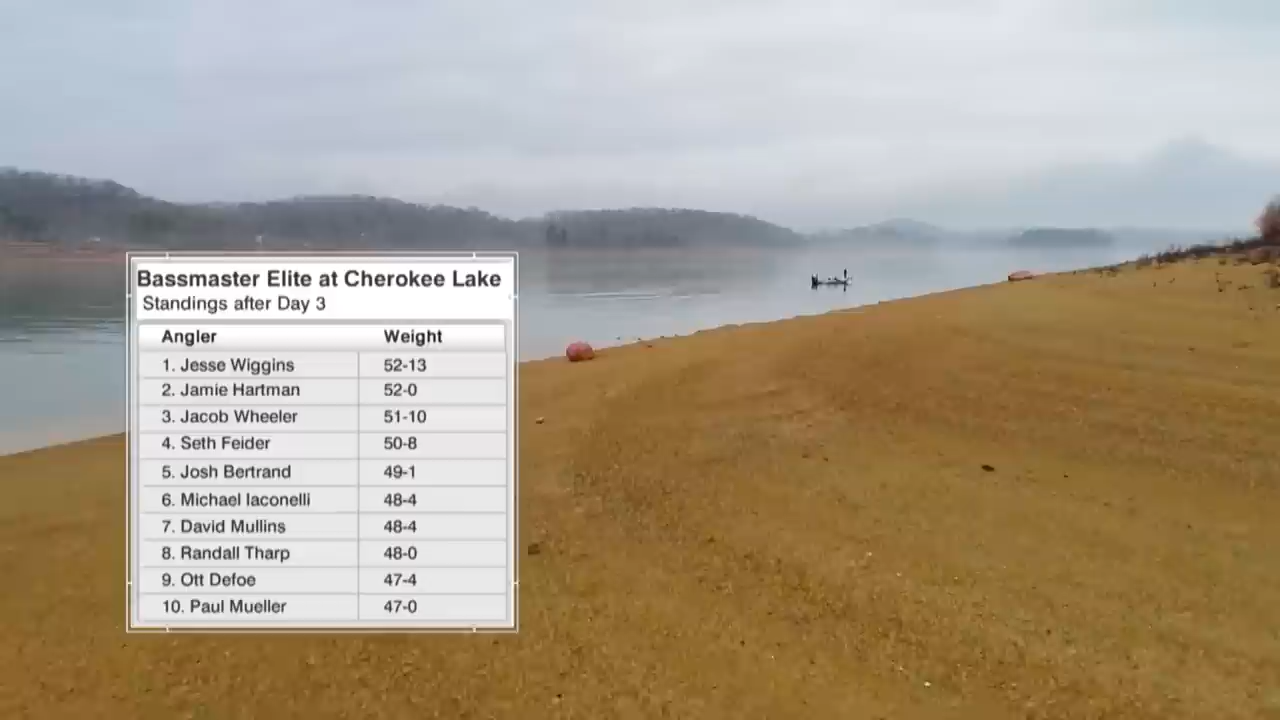 Bassmaster Elite at Cherokee Lake
Standings after Day 3
Angler Weight
1. Jesse Wiggins 52-13
2. Jamie Hartman 52-0
3. Jacob Wheeler 51-10
4. Seth Feider 50-8
5. Josh Bertrand 49-1
6. Michael Iaconelli 48-4
7. David Mullins 48-4
8. Randall Tharp 48-0
9. Ott Defoe 47-4
10. Paul Mueller 47-0